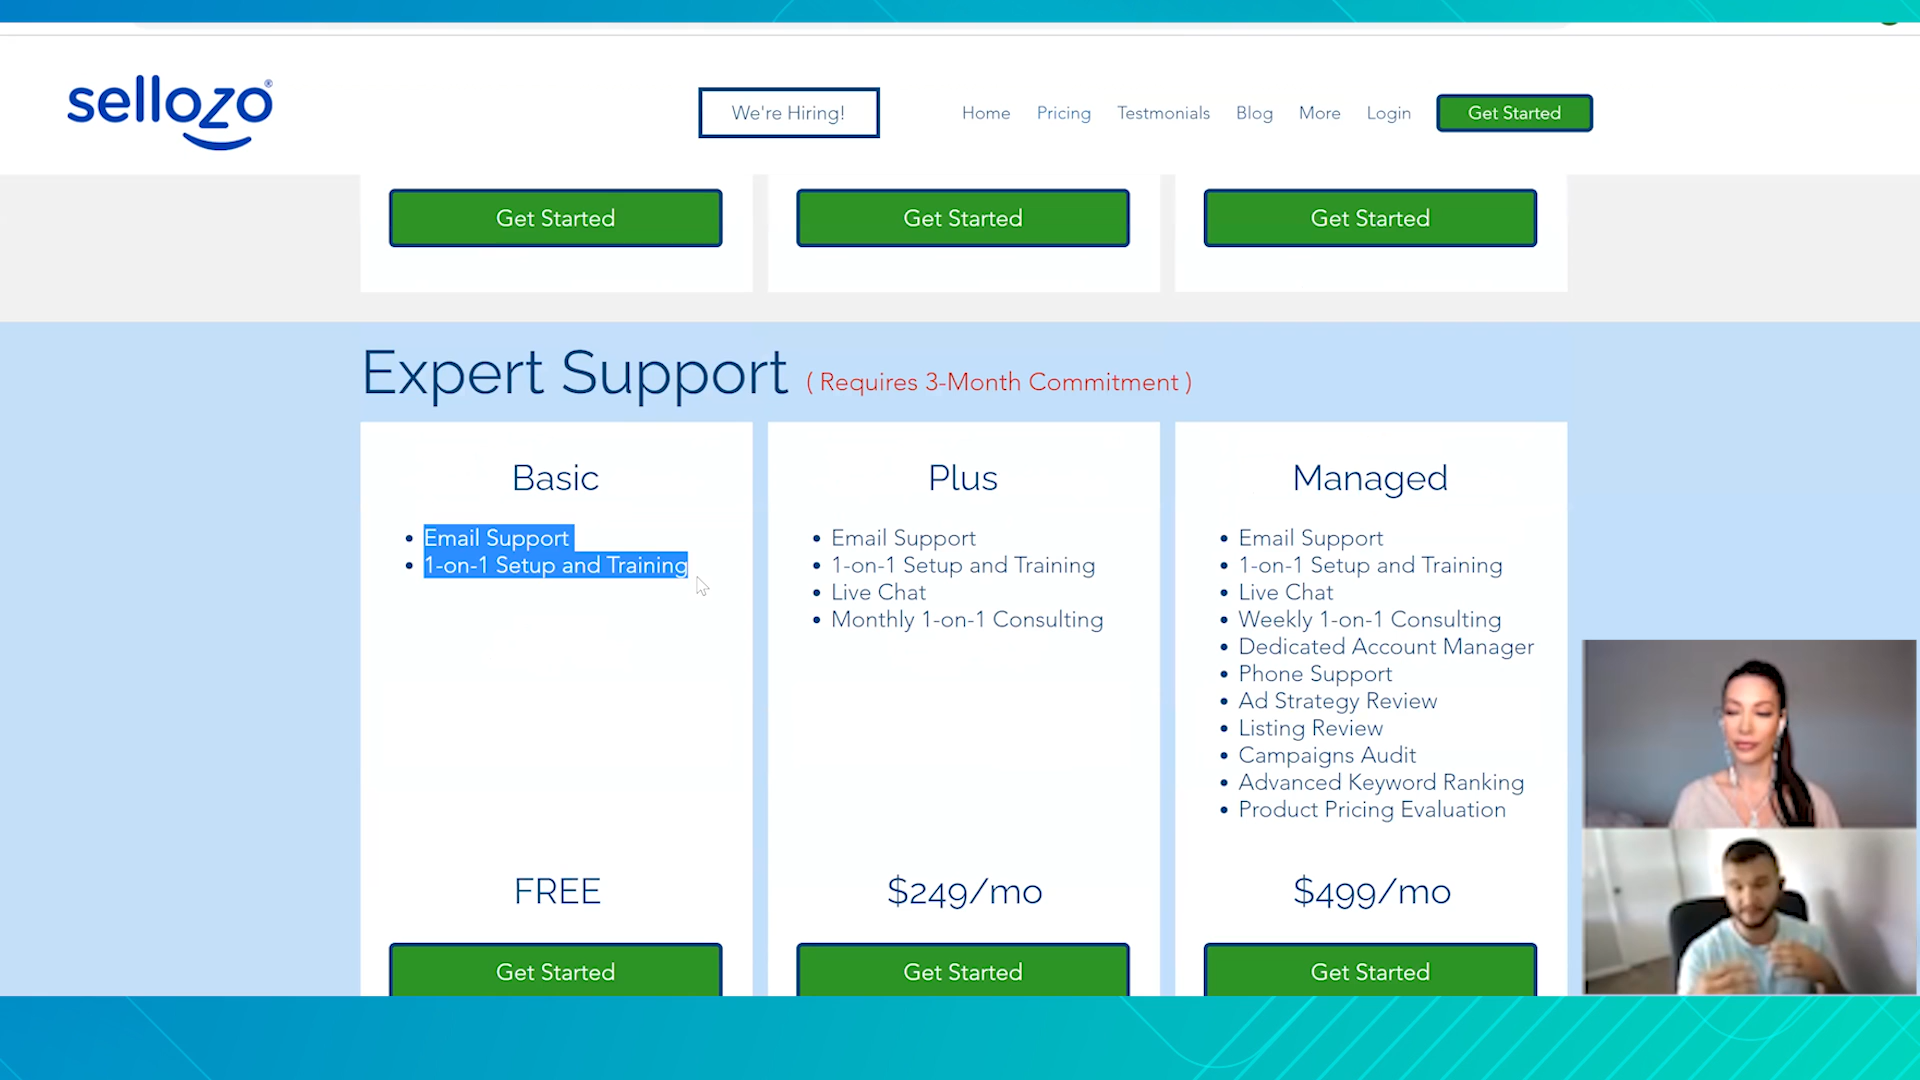 sellozo®
We're Hiring!
Home Pricing Testmonials Blog More Login Get Started
Get Started Get Started Get Started
Expert Support ( Requires 3-Month Commitment )
Basic
• Email Support
• 1-on-1 Setup and Training
FREE
Get Started
Plus
• Email Support
• 1-on-1 Setup and Training
• Live Chat
• Monthly 1-on-1 Consulting
$249/mo
Get Started
Managed
• Email Support
• 1-on-1 Setup and Training
• Live Chat
• Weekly 1-on-1 Consulting
• Dedicated Account Manager
• Phone Support
• Ad Strategy Review
• Listing Review
• Campaigns Audit
• Advanced Keyword Ranking
• Product Pricing Evaluation
$499/mo
Get Started